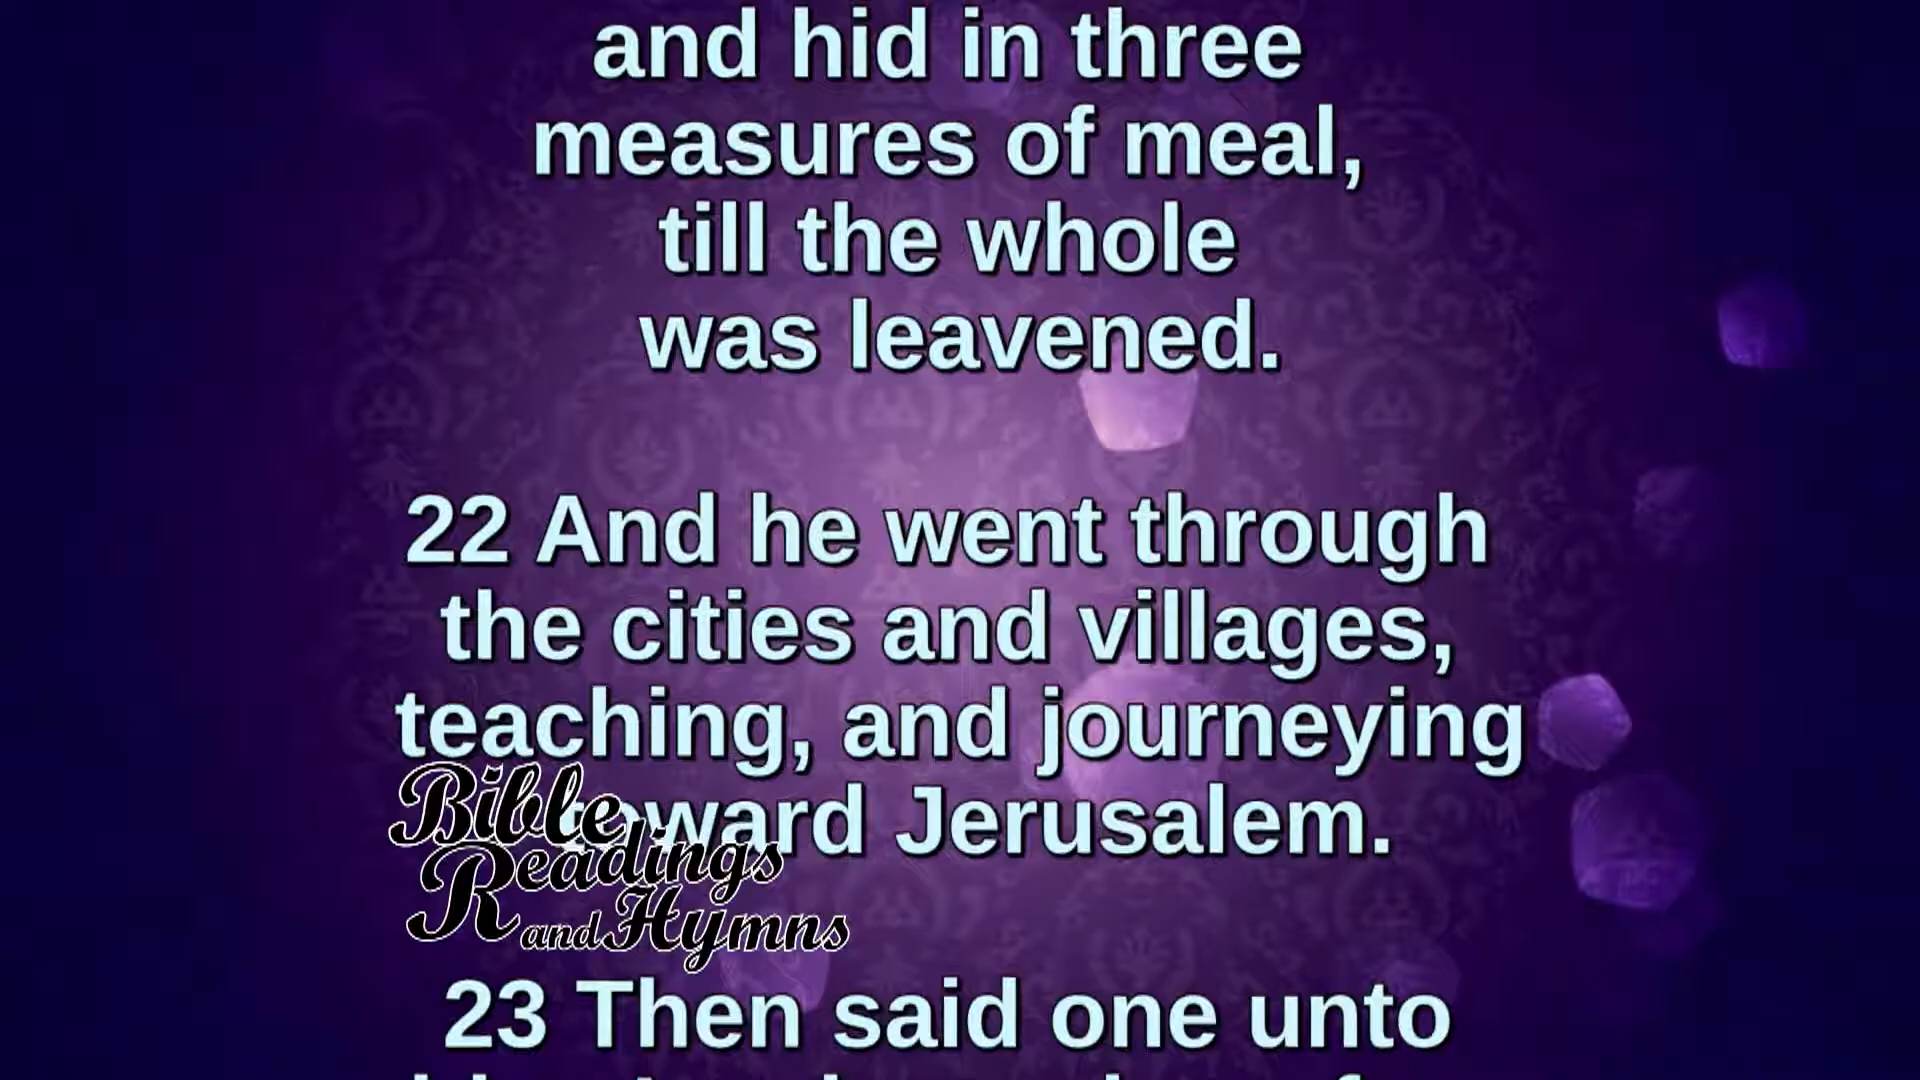 and hid in three
measures of meal,
till the whole
was leavened.
22 And he went through
the cities and villages,
teaching, and journeying
toward Jerusalem.
Bible
Readings
and Hymns
23 Then said one unto